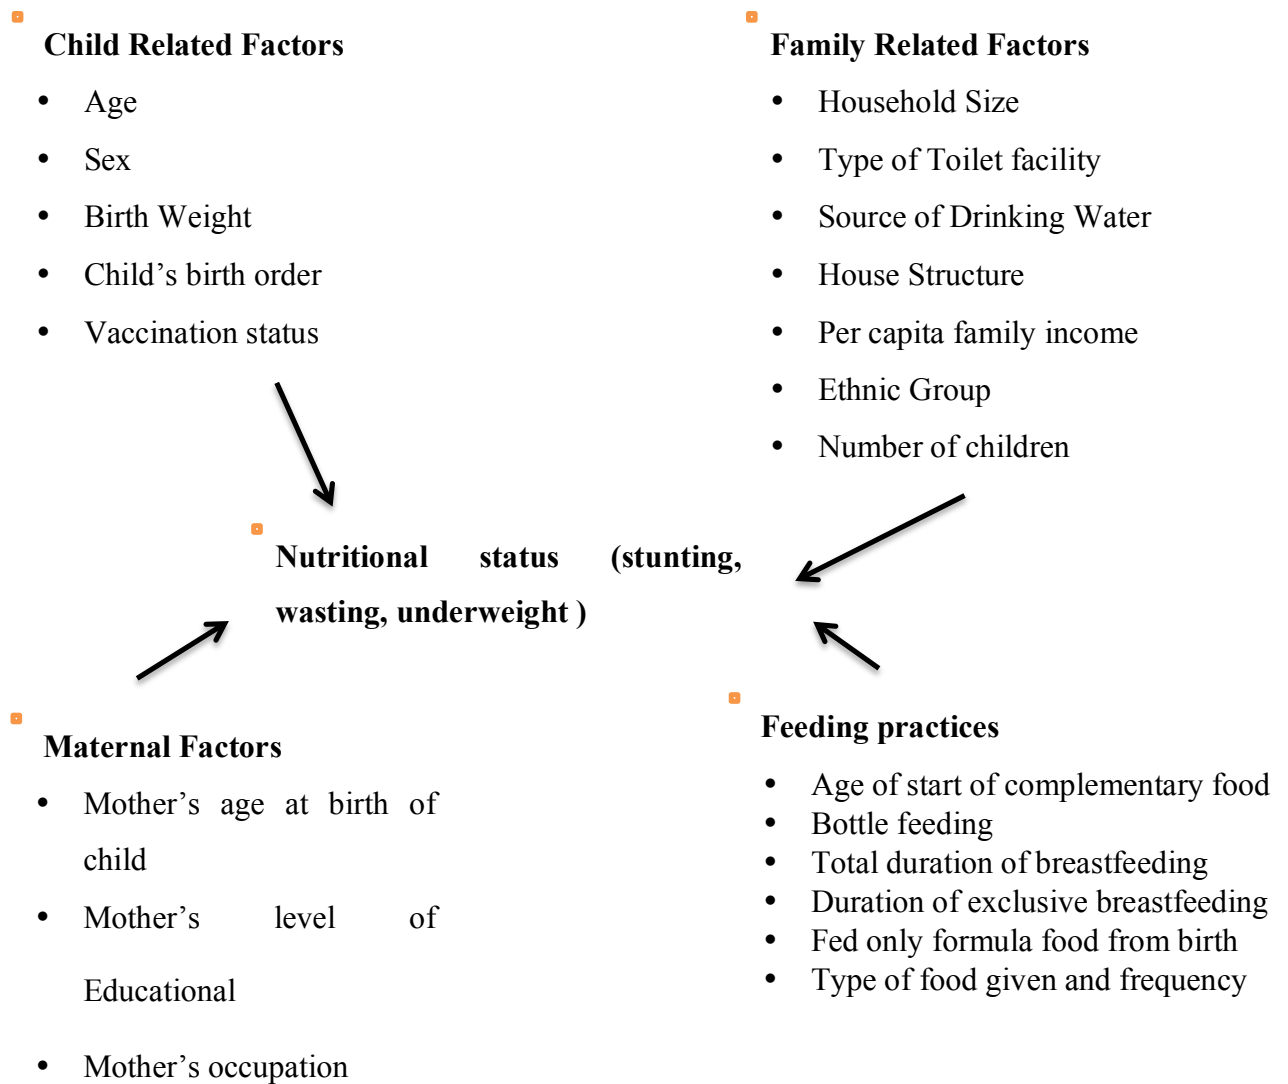 Child Related Factors
• Age
• Sex
• Birth Weight
• Child’s birth order
• Vaccination status
Family Related Factors
• Household Size
• Type of Toilet facility
• Source of Drinking Water
• House Structure
• Per capita family income
• Ethnic Group
• Number of children
Nutritional status (stunting,
wasting, underweight )
Maternal Factors
• Mother’s age at birth of
child
• Mother’s level of
Educational
• Mother’s occupation
Feeding practices
• Age of start of complementary food
• Bottle feeding
• Total duration of breastfeeding
• Duration of exclusive breastfeeding
• Fed only formula food from birth
• Type of food given and frequency